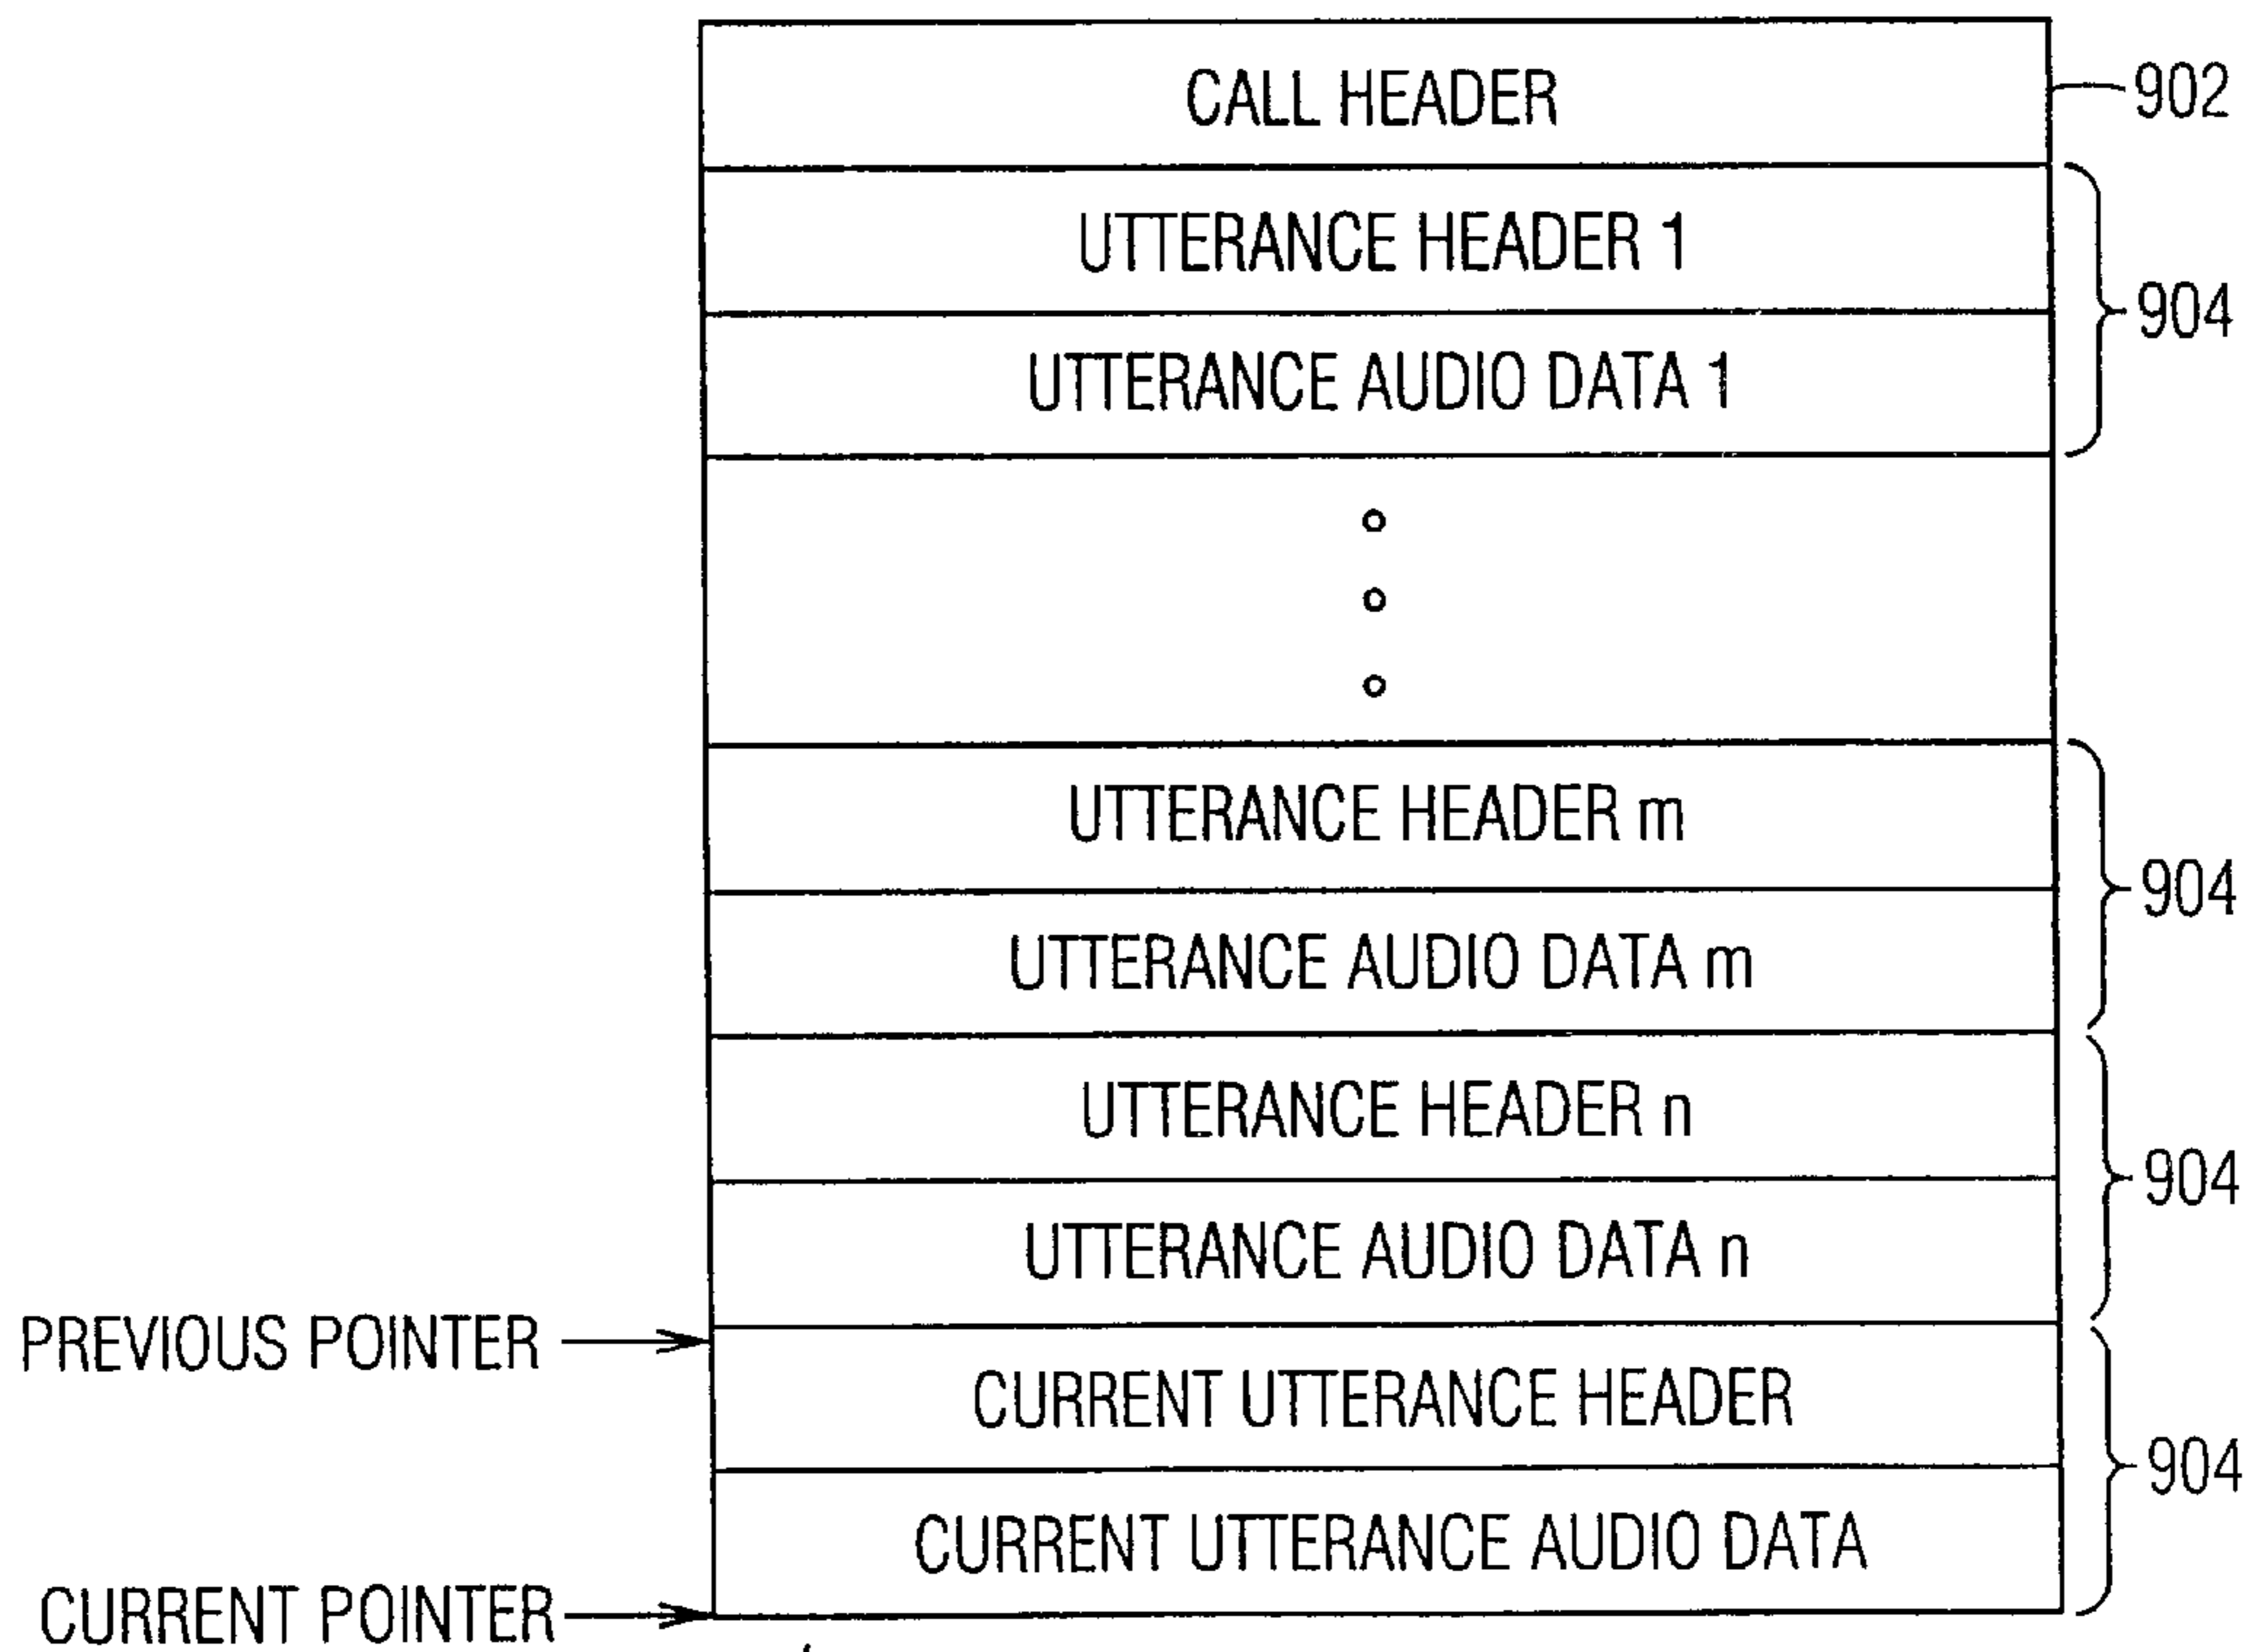 CALL HEADER
902
UTTERANCE HEADER 1
904
UTTERANCE AUDIO DATA 1
UTTERANCE HEADER m
904
UTTERANCE AUDIO DATA m
UTTERANCE HEADER n
904
UTTERANCE AUDIO DATA n
PREVIOUS POINTER
CURRENT UTTERANCE HEADER
904
CURRENT UTTERANCE AUDIO DATA
CURRENT POINTER